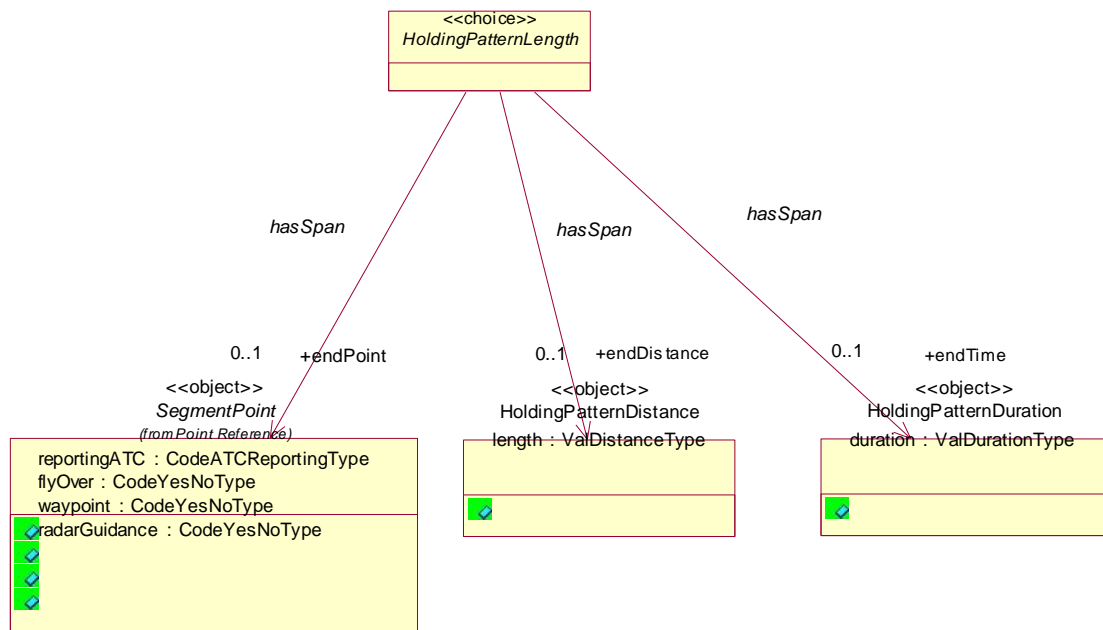 <<choice>>
HoldingPatternLength
hasSpan
hasSpan
hasSpan
0..1
+endPoint
0..1
+endDistance
0..1
+endTime
<<object>>
SegmentPoint
(from Point Reference)
reportingATC : CodeATCReportingType
flyOver : CodeYesNoType
waypoint : CodeYesNoType
radarGuidance : CodeYesNoType
<<object>>
HoldingPatternDistance
length : ValDistanceType
<<object>>
HoldingPatternDuration
duration : ValDurationType